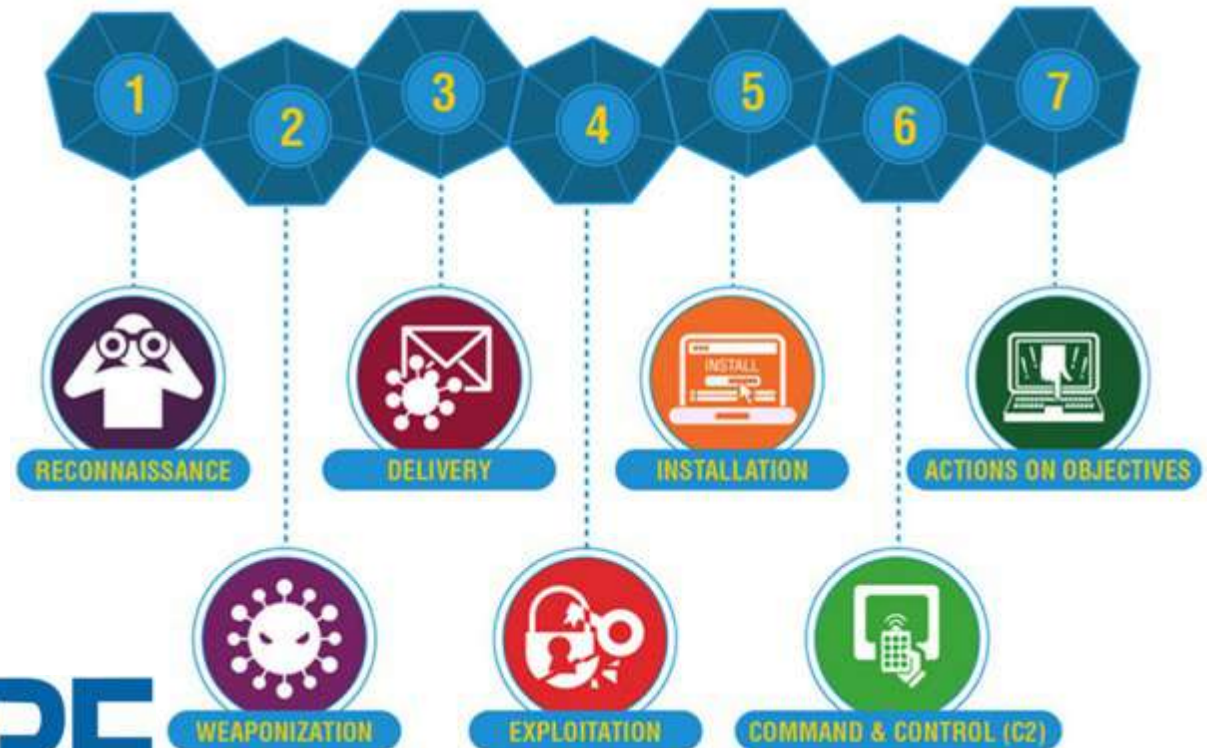 1
2
3
4
5
6
7
RECONNAISSANCE
DELIVERY
INSTALL
INSTALLATION
ACTIONS ON OBJECTIVES
WEAPONIZATION
EXPLOITATION
COMMAND & CONTROL (C2)